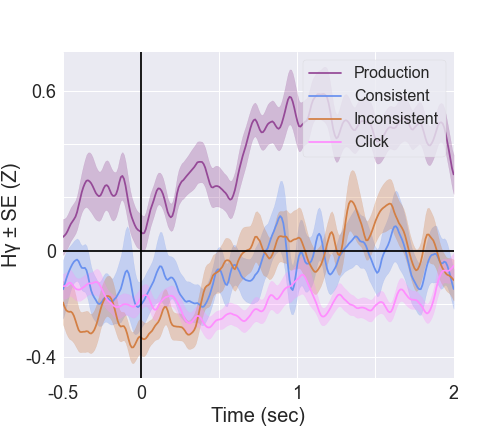 Production
Consistent
Inconsistent
Click
Hγ ± SE (Z)
0.6
0
-0.4
-0.5
0
1
2
Time (sec)